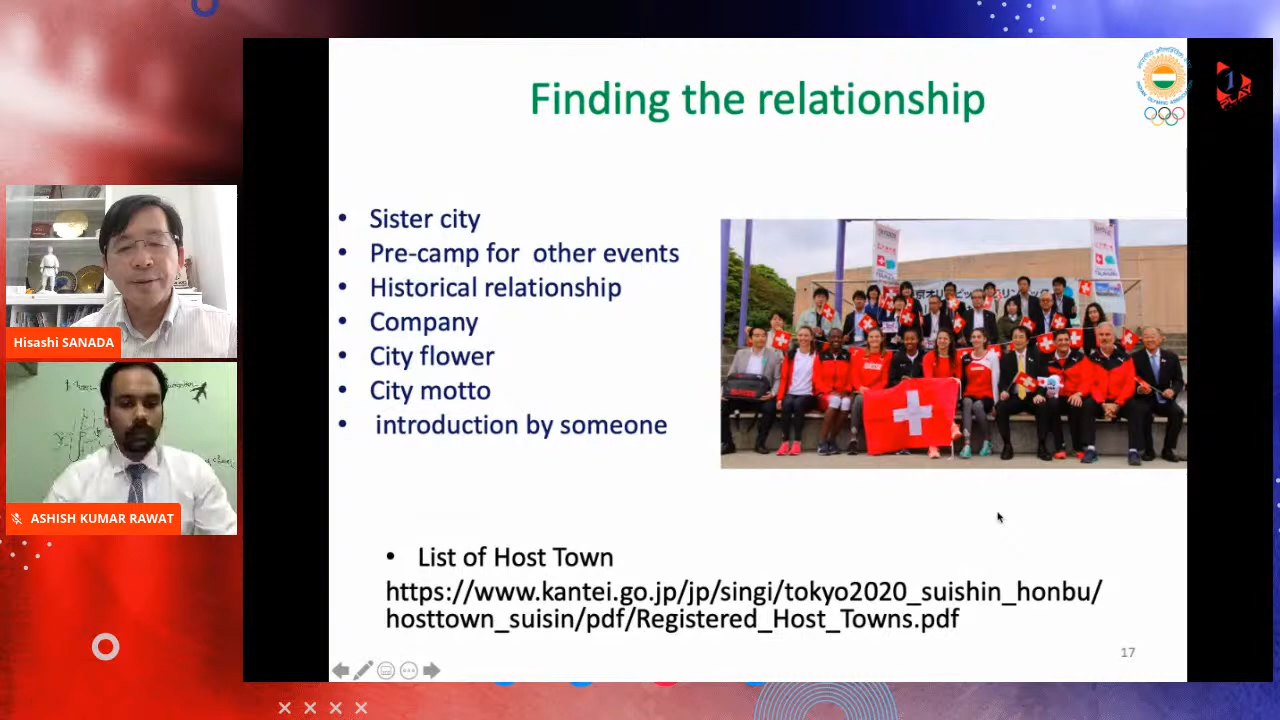 Finding the relationship
• Sister city
• Pre-camp for other events
• Historical relationship
• Company
• City flower
• City motto
• introduction by someone
• List of Host Town
https://www.kantei.go.jp/jp/singi/tokyo2020_suishin_honbu/
hosttown_suisin/pdf/Registered_Host_Towns.pdf
17
Hisashi SANADA
ASHISH KUMAR RAWAT
1
PLAY